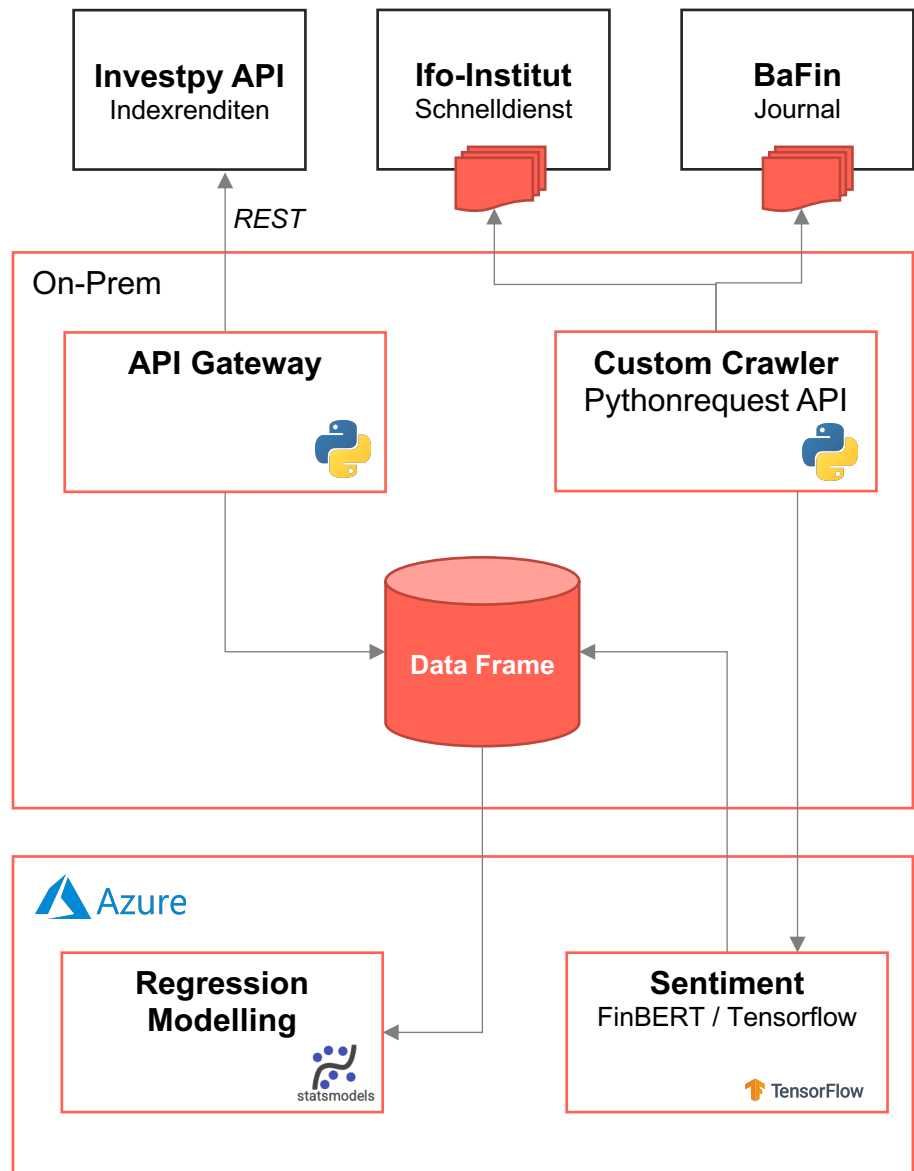 Investpy API
Indexrenditen
Ifo-Institut
Schnelldienst
BaFin
Journal
REST
On-Prem
API Gateway
Custom Crawler
Pythonrequest API
Data Frame
Azure
Regression
Modelling
statsmodels
Sentiment
FinBERT / Tensorflow
TensorFlow